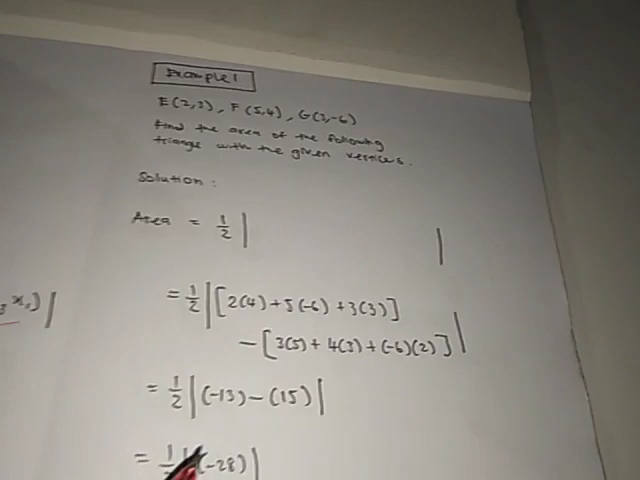 Example 1
E(2,3), F(5,4), G(3,-6)
Find the area of the following
triangle with the given vertices.
Solution:
Area = 1/2 | |
= 1/2 | [2(4) + 5(-6) + 3(3)]
- [3(5) + 4(3) + (-6)(2)] |
= 1/2 | (-13) - (15) |
(-28) |